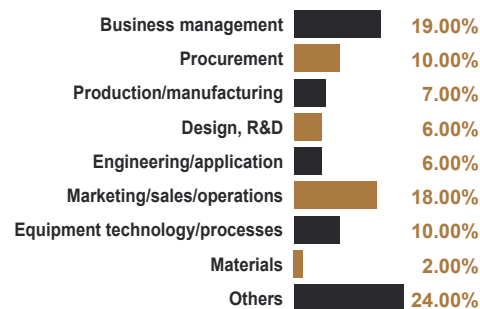 Business management 19.00%
Procurement 10.00%
Production/manufacturing 7.00%
Design, R&D 6.00%
Engineering/application 6.00%
Marketing/sales/operations 18.00%
Equipment technology/processes 10.00%
Materials 2.00%
Others 24.00%